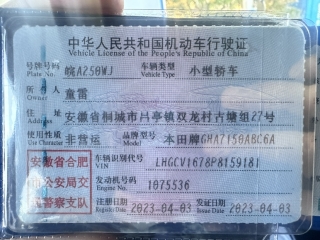 中华人民共和国机动车行驶证
Vehicle License of the People's Republic of China
号牌号码 Plate No. 皖A250WJ 车辆类型 Vehicle Type 小型轿车
所有人 Owner 童雷
住址 Address 安徽省桐城市吕亭镇双龙村古塘组27号
使用性质 Use Character 非营运 品牌型号 Model 本田牌GHA7150ABC6A
安徽省合肥 车辆识别代号 VIN LHGCV1678P8159181
市公安局交 发动机号码 Engine No. 1075536
民警察支队 注册日期 Register Date 2023-04-03 发证日期 Issue Date 2023-04-03